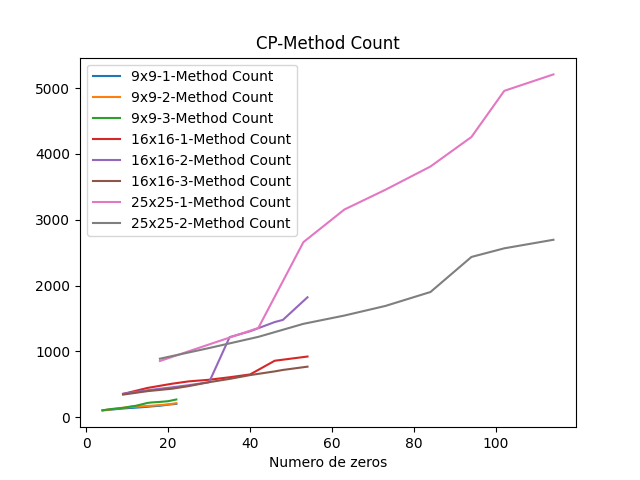 CP-Method Count
9x9-1-Method Count
9x9-2-Method Count
9x9-3-Method Count
16x16-1-Method Count
16x16-2-Method Count
16x16-3-Method Count
25x25-1-Method Count
25x25-2-Method Count
5000
4000
3000
2000
1000
0
0 20 40 60 80 100
Numero de zeros